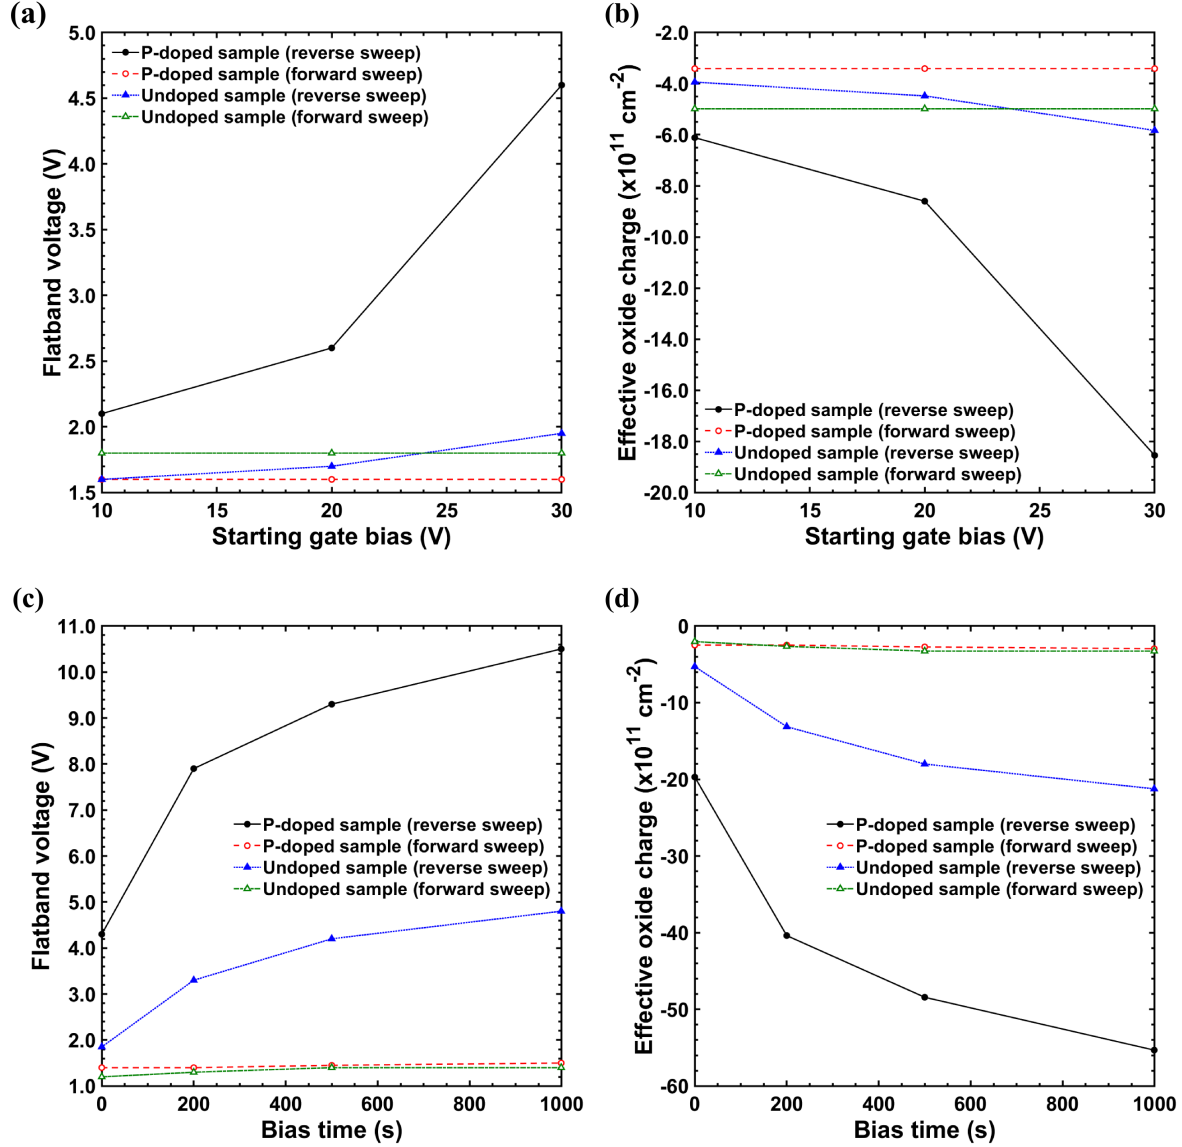 (a)
Flatband voltage (V)
5.0
4.5
4.0
3.5
3.0
2.5
2.0
1.5
P-doped sample (reverse sweep)
P-doped sample (forward sweep)
Undoped sample (reverse sweep)
Undoped sample (forward sweep)
10 15 20 25 30
Starting gate bias (V)
(b)
Effective oxide charge (x10¹¹ cm⁻²)
-2.0
-4.0
-6.0
-8.0
-10.0
-12.0
-14.0
-16.0
-18.0
-20.0
P-doped sample (reverse sweep)
P-doped sample (forward sweep)
Undoped sample (reverse sweep)
Undoped sample (forward sweep)
10 15 20 25 30
Starting gate bias (V)
(c)
Flatband voltage (V)
11.0
10.0
9.0
8.0
7.0
6.0
5.0
4.0
3.0
2.0
1.0
P-doped sample (reverse sweep)
P-doped sample (forward sweep)
Undoped sample (reverse sweep)
Undoped sample (forward sweep)
0 200 400 600 800 1000
Bias time (s)
(d)
Effective oxide charge (x10¹¹ cm⁻²)
0
-10
-20
-30
-40
-50
-60
P-doped sample (reverse sweep)
P-doped sample (forward sweep)
Undoped sample (reverse sweep)
Undoped sample (forward sweep)
0 200 400 600 800 1000
Bias time (s)